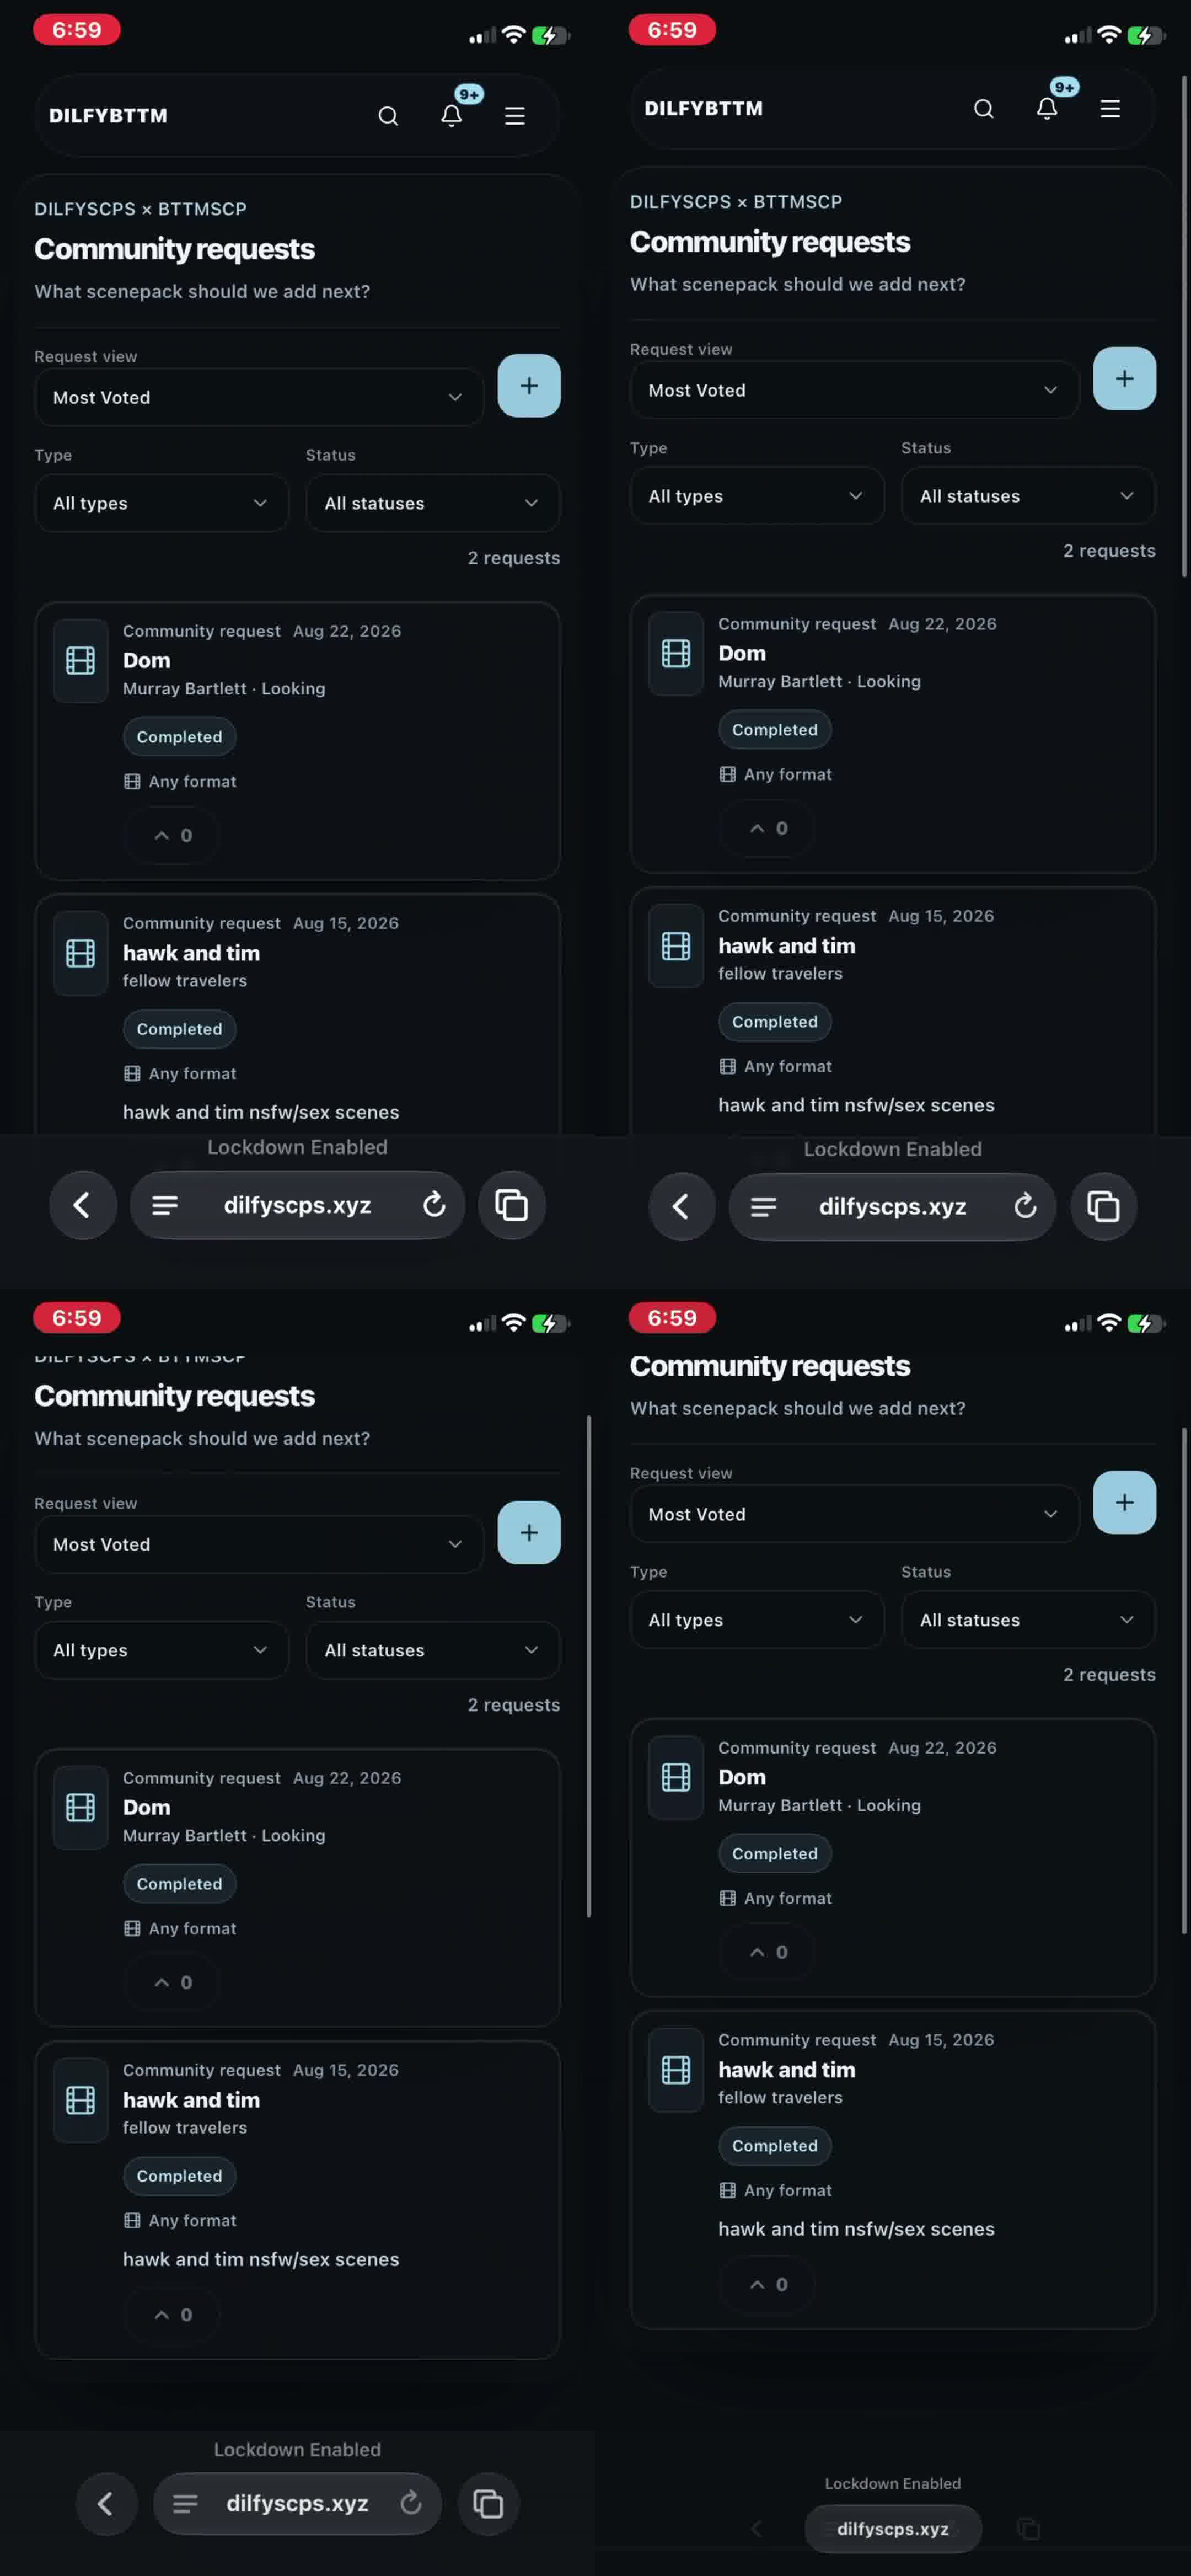 6:59
DILFYBTTM
9+
DILFYSCPS × BTTMSCP
Community requests
What scenepack should we add next?
Request view
Most Voted
Type
Status
All types
All statuses
2 requests
Community request Aug 22, 2026
Dom
Murray Bartlett · Looking
Completed
Any format
0
Community request Aug 15, 2026
hawk and tim
fellow travelers
Completed
Any format
hawk and tim nsfw/sex scenes
Lockdown Enabled
dilfyscps.xyz
6:59
DILFYBTTM
9+
DILFYSCPS × BTTMSCP
Community requests
What scenepack should we add next?
Request view
Most Voted
Type
Status
All types
All statuses
2 requests
Community request Aug 22, 2026
Dom
Murray Bartlett · Looking
Completed
Any format
0
Community request Aug 15, 2026
hawk and tim
fellow travelers
Completed
Any format
hawk and tim nsfw/sex scenes
Lockdown Enabled
dilfyscps.xyz
6:59
DILFYSCPS × BTTMSCP
Community requests
What scenepack should we add next?
Request view
Most Voted
Type
Status
All types
All statuses
2 requests
Community request Aug 22, 2026
Dom
Murray Bartlett · Looking
Completed
Any format
0
Community request Aug 15, 2026
hawk and tim
fellow travelers
Completed
Any format
hawk and tim nsfw/sex scenes
0
Lockdown Enabled
dilfyscps.xyz
6:59
Community requests
What scenepack should we add next?
Request view
Most Voted
Type
Status
All types
All statuses
2 requests
Community request Aug 22, 2026
Dom
Murray Bartlett · Looking
Completed
Any format
0
Community request Aug 15, 2026
hawk and tim
fellow travelers
Completed
Any format
hawk and tim nsfw/sex scenes
0
Lockdown Enabled
dilfyscps.xyz